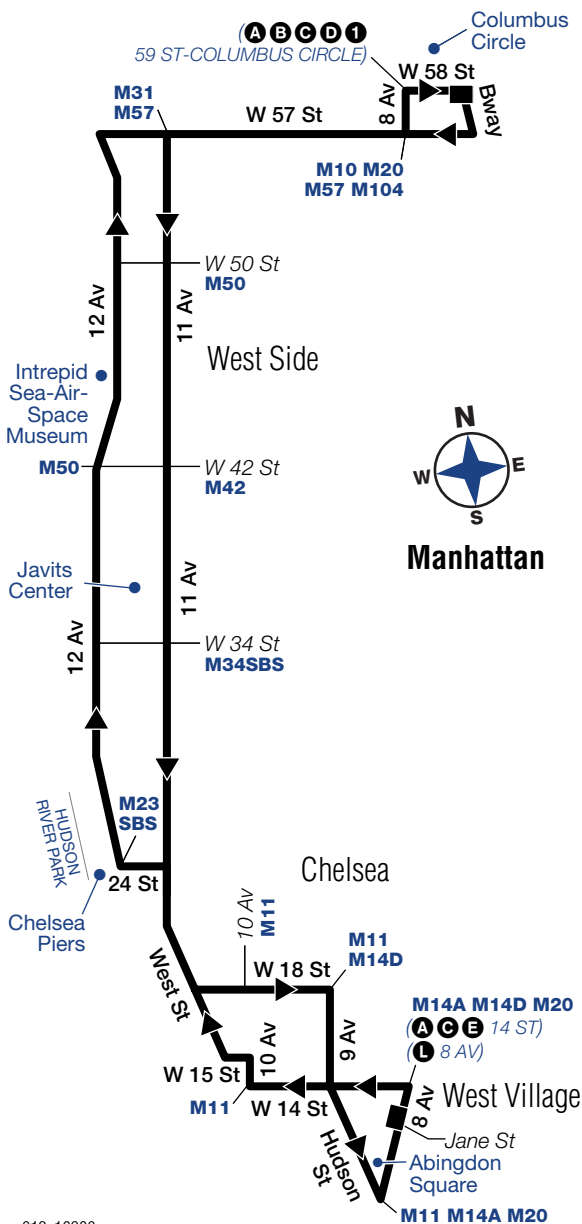 Columbus
Circle
(A B C D 1
59 ST-COLUMBUS CIRCLE)
W 58 St
8 Av
Bway
M31
M57
W 57 St
M10 M20
M57 M104
W 50 St
M50
12 Av
11 Av
West Side
Intrepid
Sea-Air-
Space
Museum
N
W
E
S
M50
W 42 St
M42
Manhattan
Javits
Center
11 Av
12 Av
W 34 St
M34SBS
M23
SBS
HUDSON
RIVER PARK
24 St
Chelsea
Chelsea
Piers
10 Av
M11
M11
M14D
West St
W 18 St
M14A M14D M20
(A C E 14 ST)
(L 8 AV)
10 Av
9 Av
W 15 St
8 Av
West Village
M11
W 14 St
Jane St
Hudson
St
Abingdon
Square
M11 M14A M20